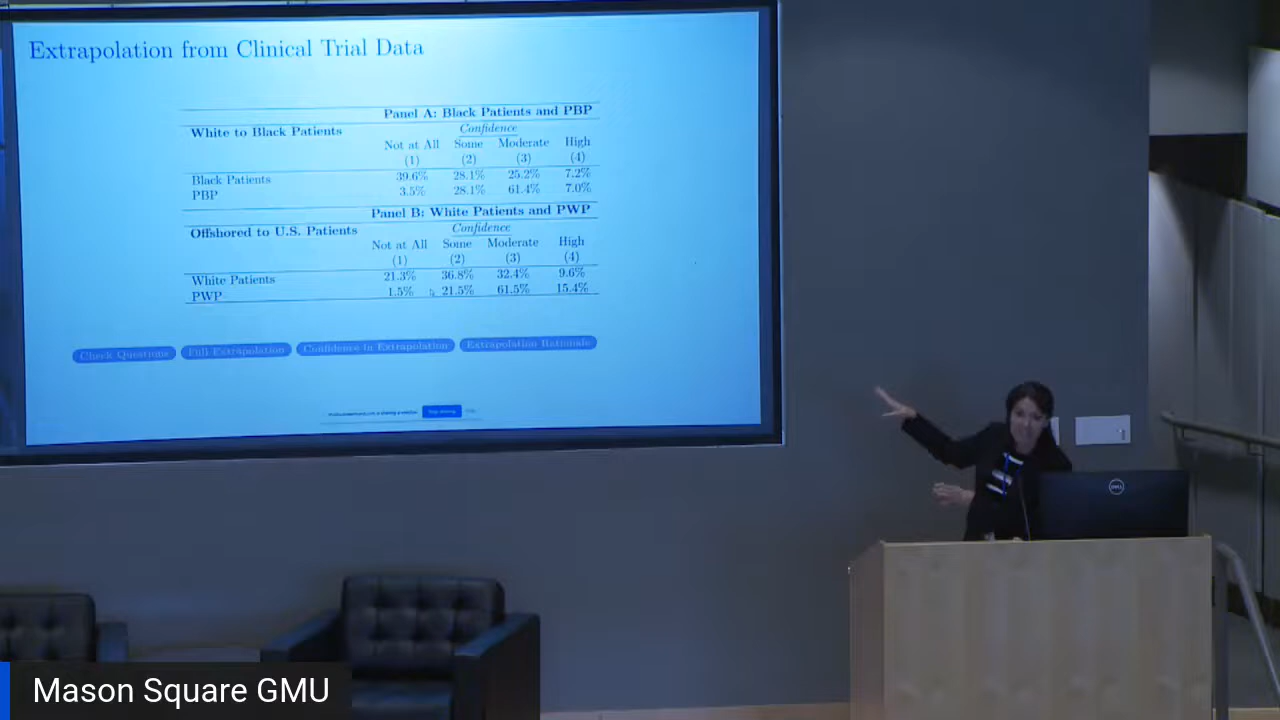 Extrapolation from Clinical Trial Data
Panel A: Black Patients and PBP
White to Black Patients
Confidence
Not at All Some Moderate High
(1) (2) (3) (4)
Black Patients 39.6% 28.1% 25.2% 7.2%
PBP 3.5% 28.1% 61.4% 7.0%
Panel B: White Patients and PWP
Offshored to U.S. Patients
Confidence
Not at All Some Moderate High
(1) (2) (3) (4)
White Patients 21.3% 36.8% 32.4% 9.6%
PWP 1.5% 21.5% 61.5% 15.4%
Check Questions Full Extrapolation Confidence in Extrapolation Extrapolation Rationale
Stop sharing
DELL
Mason Square GMU